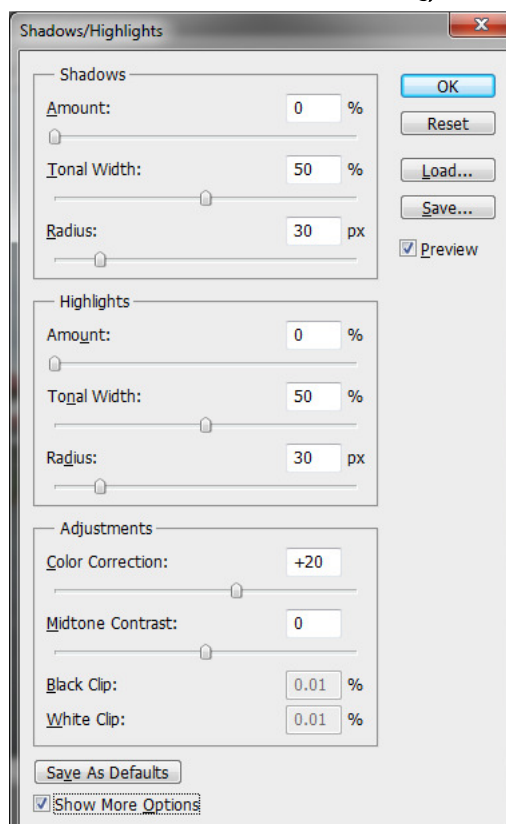 Shadows/Highlights
Shadows
Amount: 0 %
Tonal Width: 50 %
Radius: 30 px
Highlights
Amount: 0 %
Tonal Width: 50 %
Radius: 30 px
Adjustments
Color Correction: +20
Midtone Contrast: 0
Black Clip: 0.01 %
White Clip: 0.01 %
Save As Defaults
Show More Options
OK
Reset
Load...
Save...
Preview